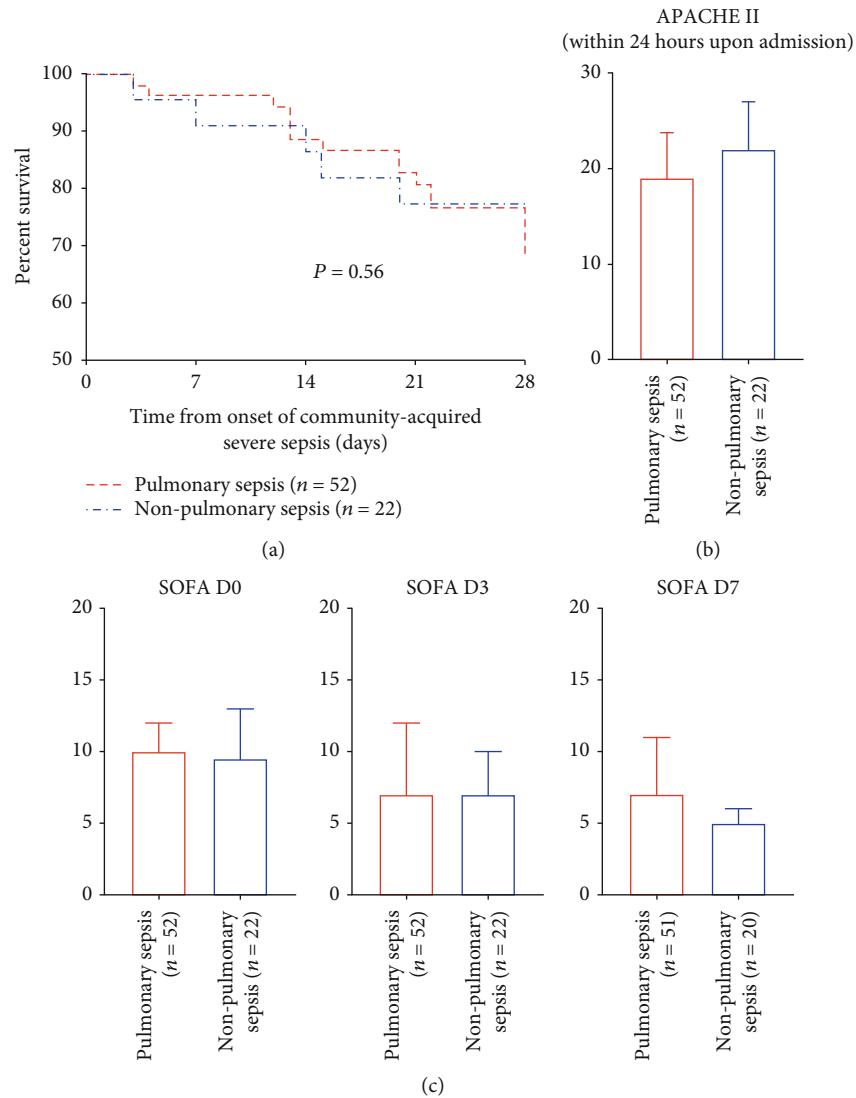 100
90
80
70
60
50
Percent survival
P = 0.56
0
7
14
21
28
Time from onset of community-acquired
severe sepsis (days)
Pulmonary sepsis (n = 52)
Non-pulmonary sepsis (n = 22)
(a)
APACHE II
(within 24 hours upon admission)
30
20
10
0
Pulmonary sepsis
(n = 52)
Non-pulmonary
sepsis (n = 22)
(b)
SOFA D0
20
15
10
5
0
Pulmonary sepsis
(n = 52)
Non-pulmonary
sepsis (n = 22)
SOFA D3
20
15
10
5
0
Pulmonary sepsis
(n = 52)
Non-pulmonary
sepsis (n = 22)
SOFA D7
20
15
10
5
0
Pulmonary sepsis
(n = 51)
Non-pulmonary
sepsis (n = 20)
(c)